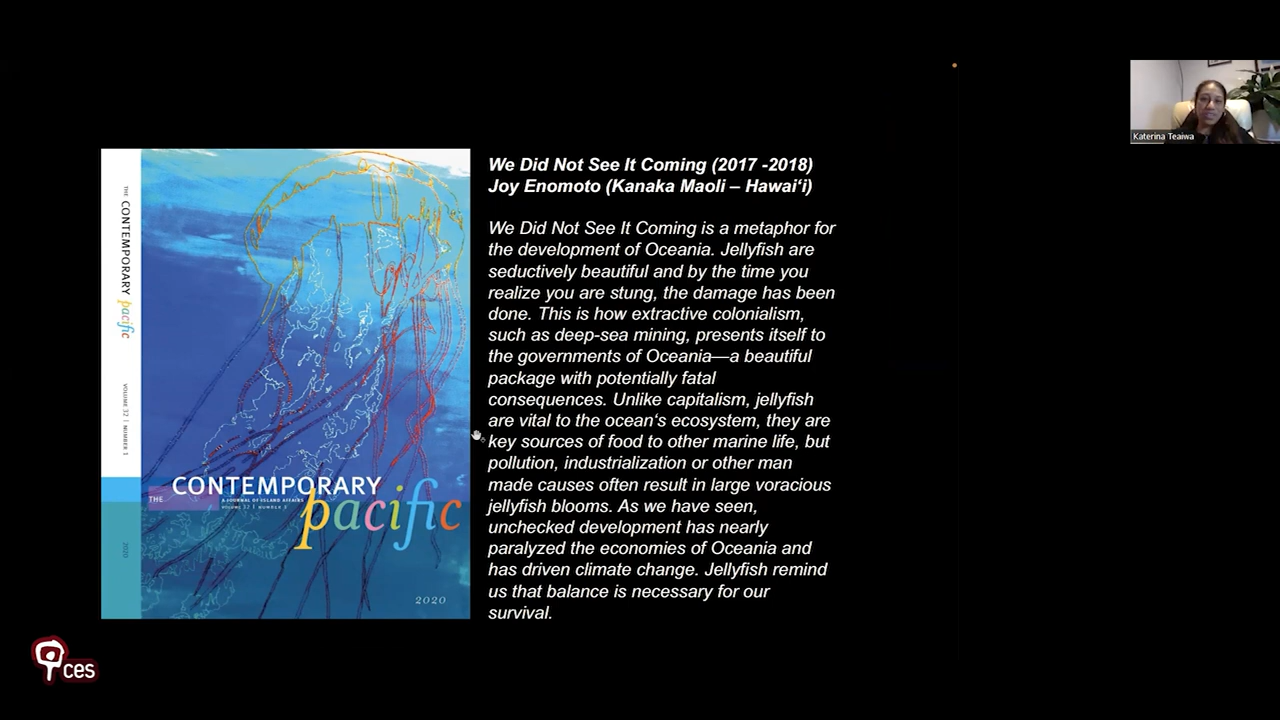 Katerina Teaiwa
THE CONTEMPORARY pacific
VOLUME 32 | NUMBER 1
2020
THE CONTEMPORARY
A JOURNAL OF ISLAND AFFAIRS
VOLUME 32 | NUMBER 1
pacific
2020
We Did Not See It Coming (2017 -2018)
Joy Enomoto (Kanaka Maoli – Hawaiʻi)
We Did Not See It Coming is a metaphor for
the development of Oceania. Jellyfish are
seductively beautiful and by the time you
realize you are stung, the damage has been
done. This is how extractive colonialism,
such as deep-sea mining, presents itself to
the governments of Oceania—a beautiful
package with potentially fatal
consequences. Unlike capitalism, jellyfish
are vital to the ocean‘s ecosystem, they are
key sources of food to other marine life, but
pollution, industrialization or other man
made causes often result in large voracious
jellyfish blooms. As we have seen,
unchecked development has nearly
paralyzed the economies of Oceania and
has driven climate change. Jellyfish remind
us that balance is necessary for our
survival.
ces